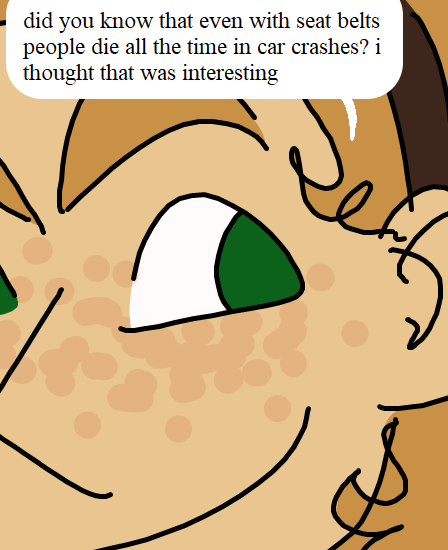 did you know that even with seat belts
people die all the time in car crashes? i
thought that was interesting